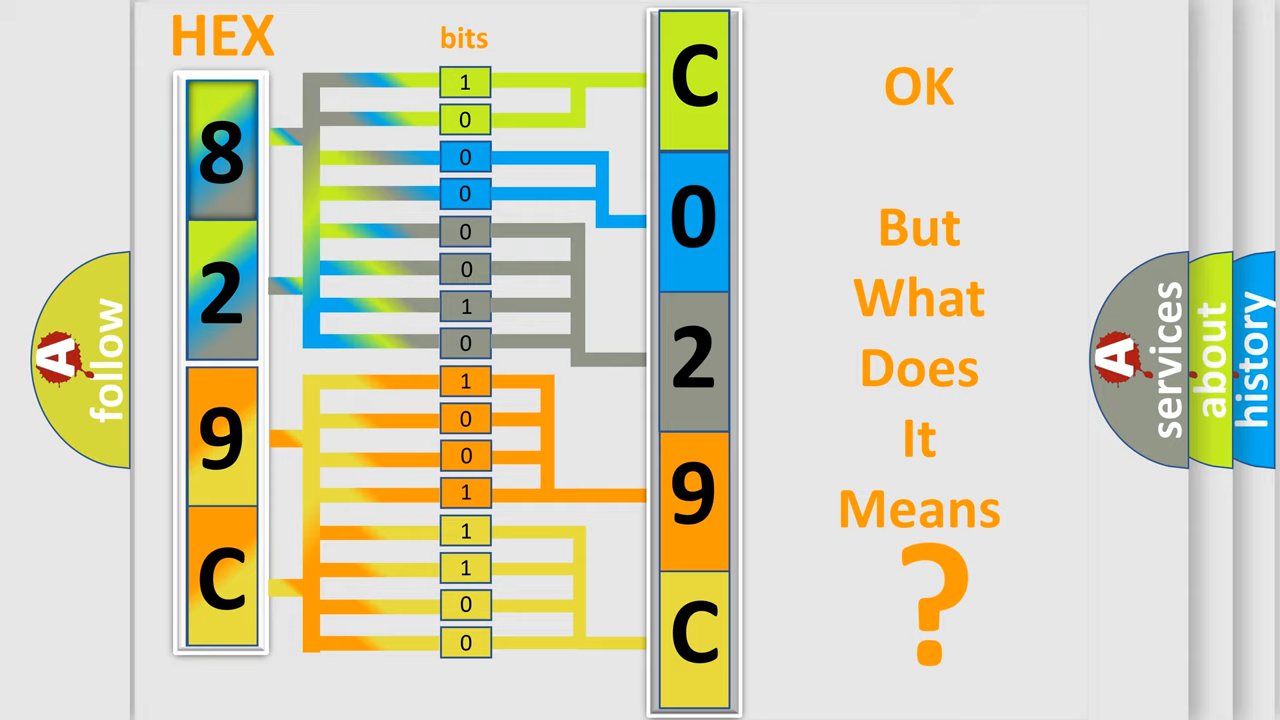 HEX
bits
8
2
9
C
1
0
0
0
0
0
1
0
1
0
0
1
1
1
0
0
C
0
2
9
C
OK
But
What
Does
It
Means
?
A
follow
A
services
about
history